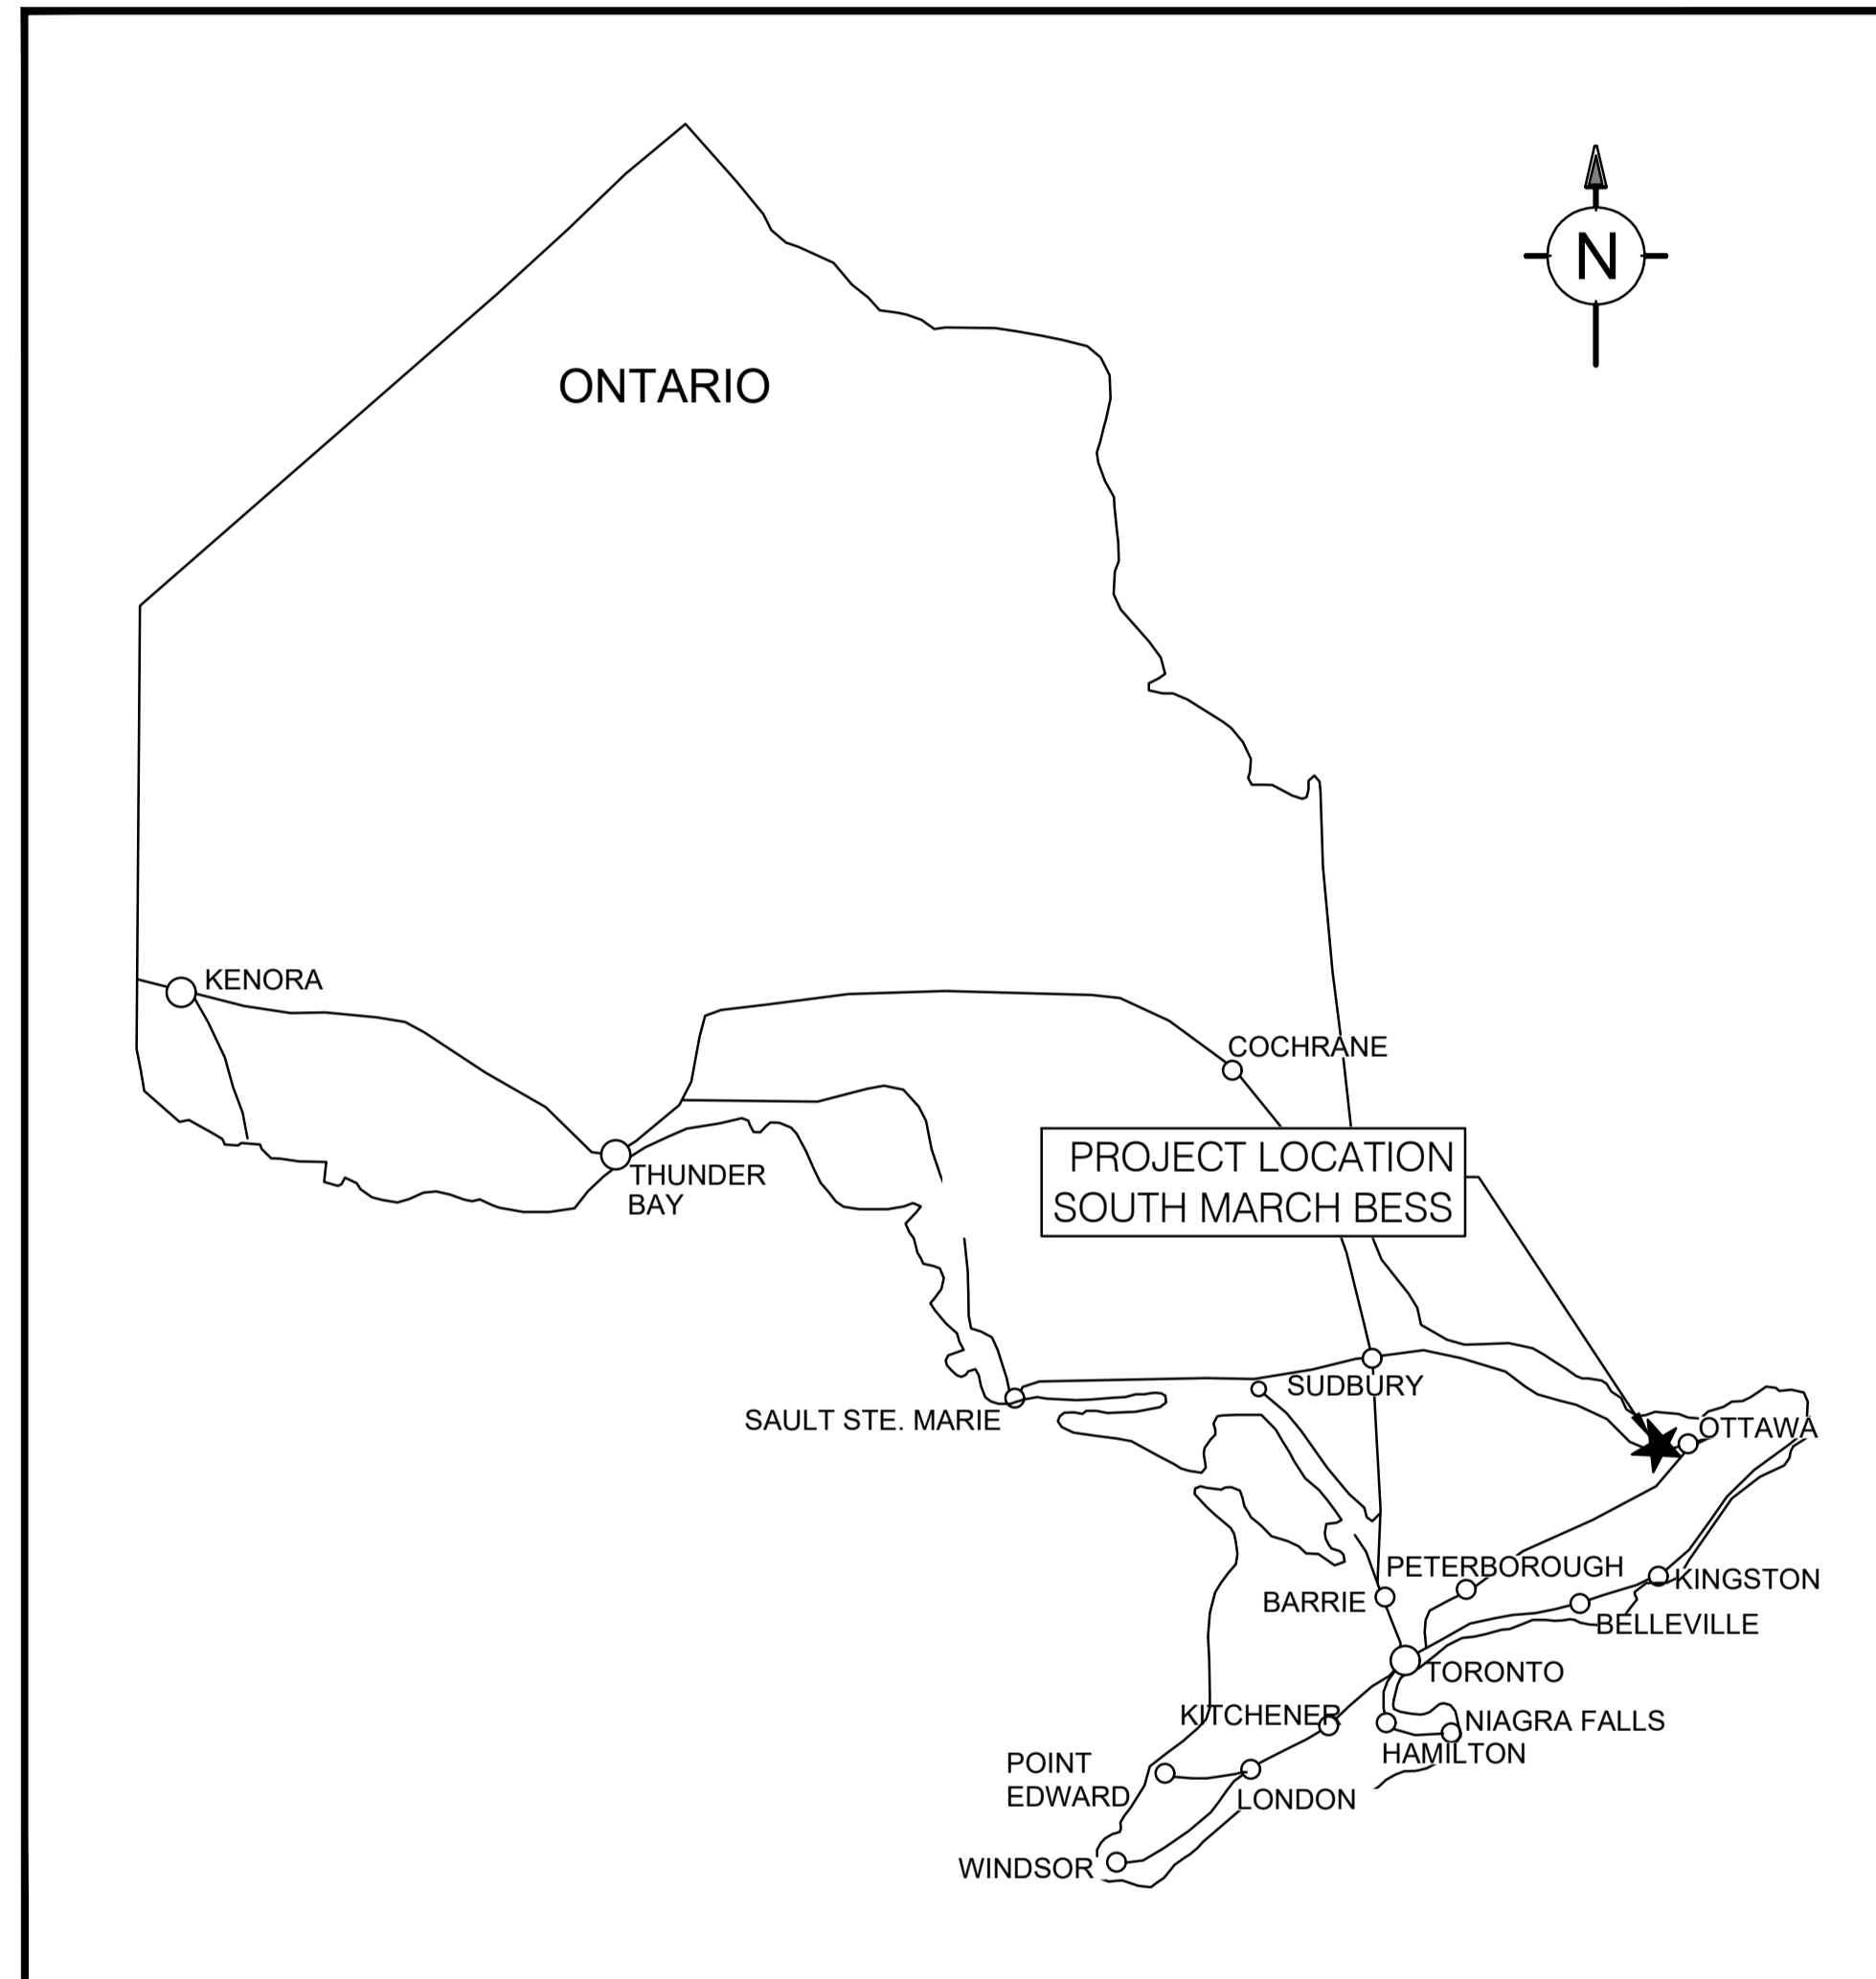 N
ONTARIO
KENORA
COCHRANE
PROJECT LOCATION
SOUTH MARCH BESS
THUNDER
BAY
SUDBURY
SAULT STE. MARIE
OTTAWA
PETERBOROUGH
KINGSTON
BARRIE
BELLEVILLE
TORONTO
KITCHENER
NIAGRA FALLS
HAMILTON
POINT
EDWARD
LONDON
WINDSOR